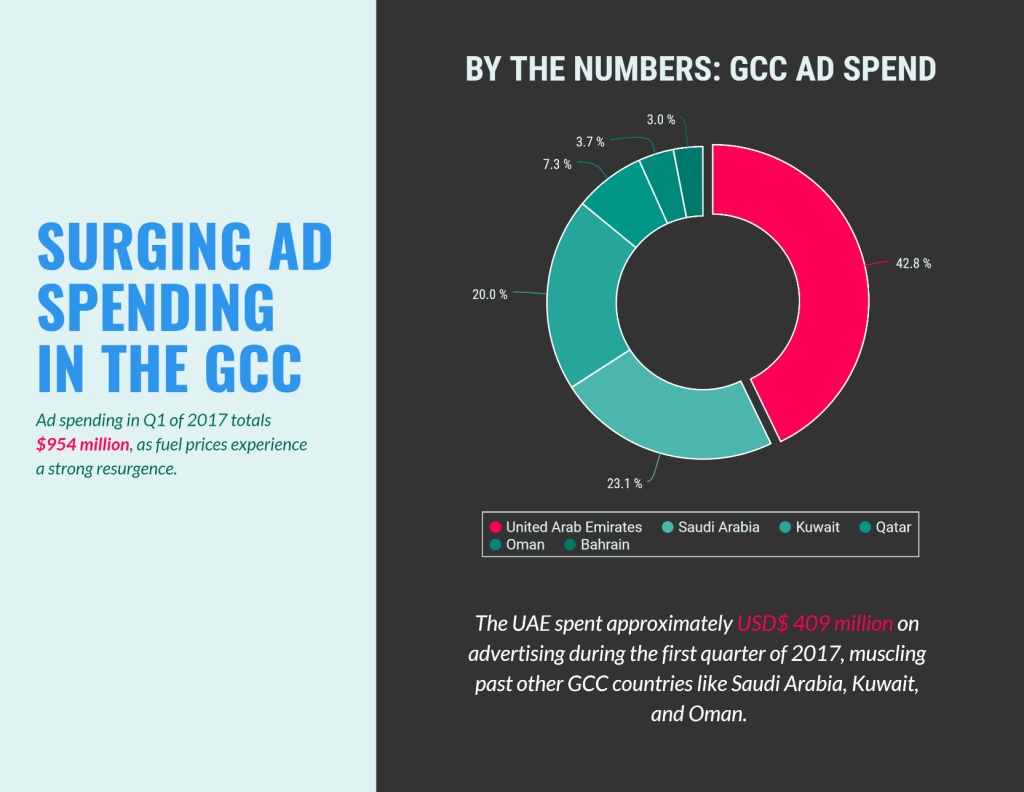 SURGING AD
SPENDING
IN THE GCC
Ad spending in Q1 of 2017 totals
$954 million, as fuel prices experience
a strong resurgence.
BY THE NUMBERS: GCC AD SPEND
3.0 %
3.7 %
7.3 %
42.8 %
20.0 %
23.1 %
United Arab Emirates Saudi Arabia Kuwait Qatar
Oman Bahrain
The UAE spent approximately USD$ 409 million on
advertising during the first quarter of 2017, muscling
past other GCC countries like Saudi Arabia, Kuwait,
and Oman.